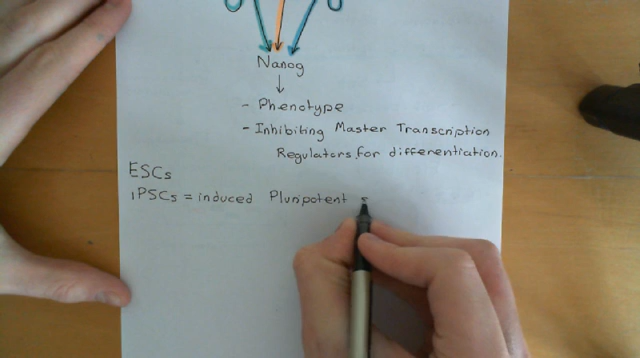 Nanog
- Phenotype
- Inhibiting Master Transcription
Regulators for differentiation.
ESCs
iPSCs = induced Pluripotent s